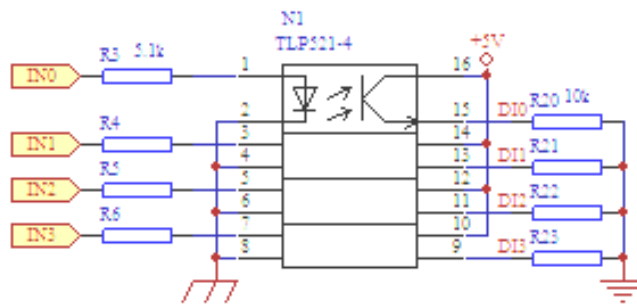 N1
TLP521-4
+5V
R3 5.1k 1 16
IN0
2 15 DI0 R20 10k
R4 3 14
IN1
4 13 DI1 R21
R5 5 12
IN2
6 11 DI2 R22
R6 7 10
IN3
8 9 DI3 R23